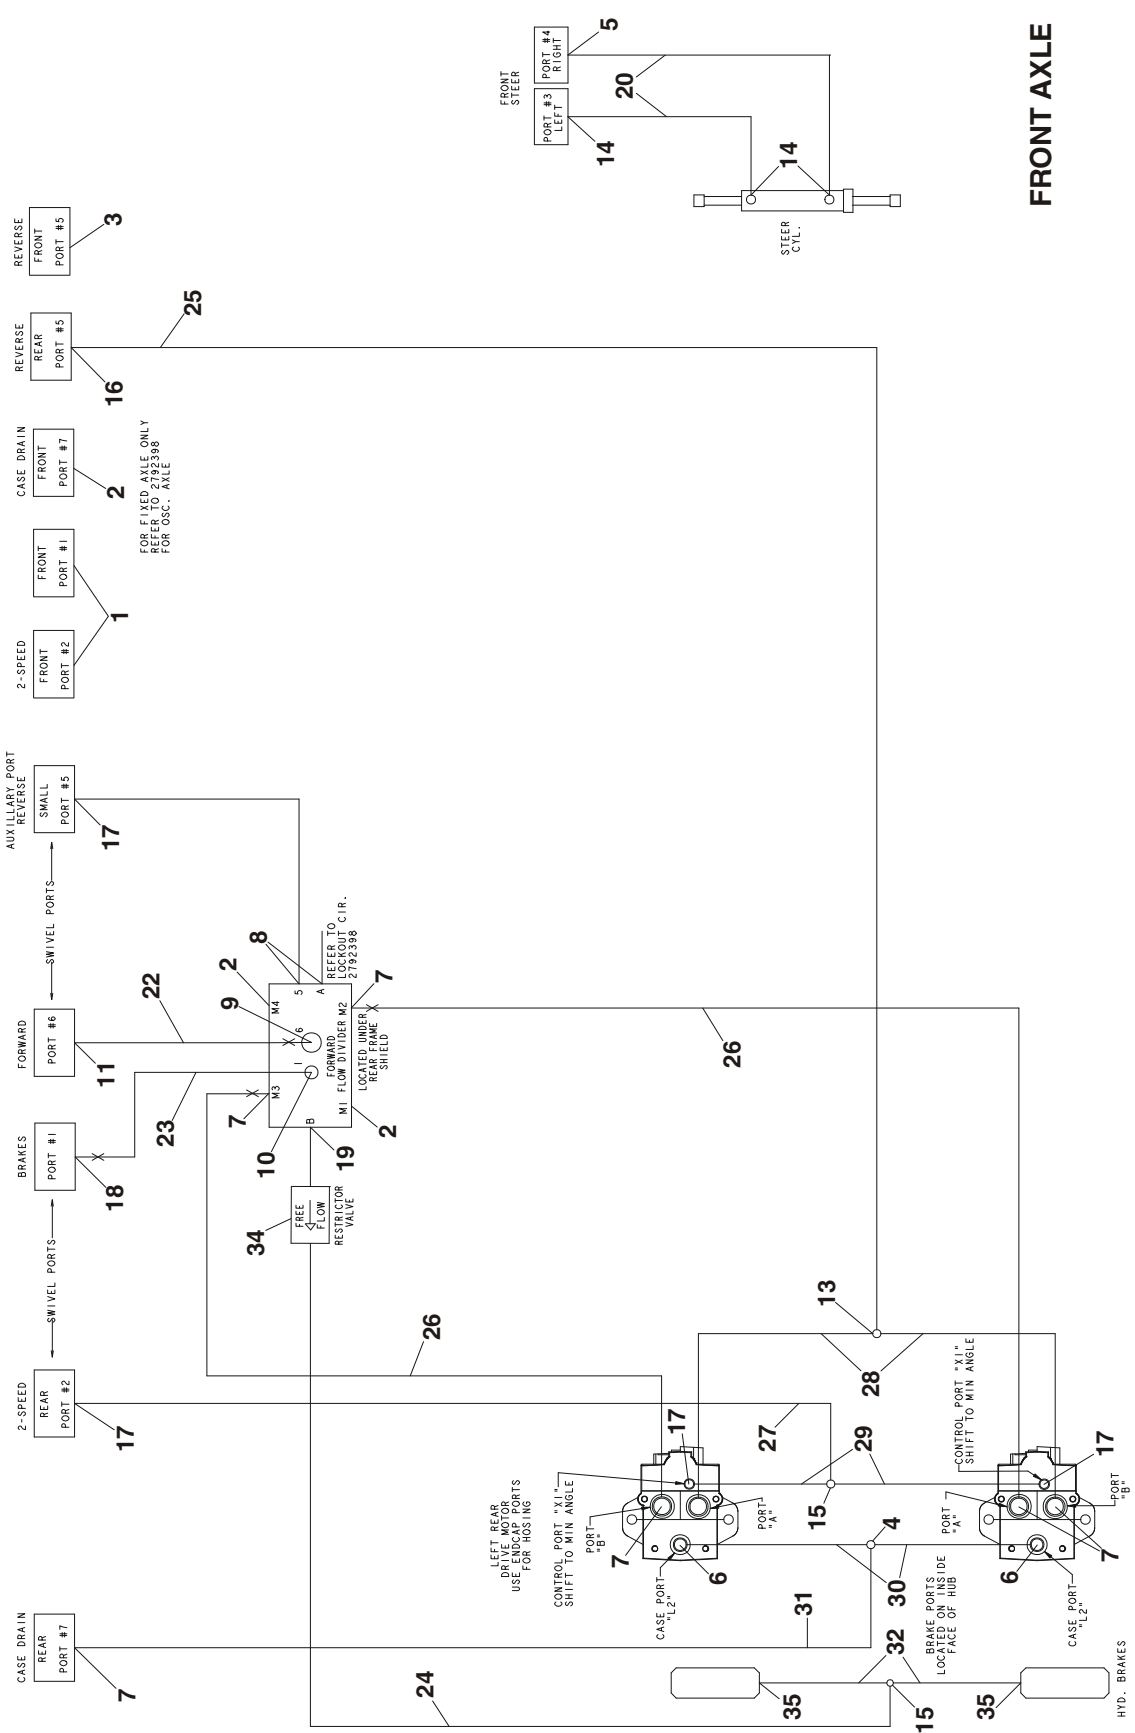 FRONT AXLE
FRONT
STEER
PORT #4
RIGHT
5
PORT #3
LEFT
14
20
14
STEER
CYL.
REVERSE
FRONT
PORT #5
3
REVERSE
REAR
PORT #5
16
25
CASE DRAIN
FRONT
PORT #7
2
FOR FIXED AXLE ONLY
REFER TO 2792398
FOR OSC. AXLE
FRONT
PORT #1
2-SPEED
FRONT
PORT #2
1
AUXILLARY PORT
REVERSE
SMALL
PORT #5
17
SWIVEL PORTS
FORWARD
PORT #6
11
22
BRAKES
PORT #1
18
23
SWIVEL PORTS
2-SPEED
REAR
PORT #2
17
CASE DRAIN
REAR
PORT #7
7
8
REFER TO
LOCKOUT CIR.
2792398
2
9
M4
5
A
6
1
M3
M2
FORWARD
FLOW DIVIDER
M1
B
LOCATED UNDER
REAR FRAME
SHIELD
7
7
10
2
19
34
FREE
FLOW
RESTRICTOR
VALVE
26
26
13
28
27
29
15
CONTROL PORT "X1"
SHIFT TO MIN ANGLE
17
17
LEFT REAR
DRIVE MOTOR
USE ENDCAP PORTS
FOR HOSING
CONTROL PORT "X1"
SHIFT TO MIN ANGLE
PORT
"B"
PORT
"A"
7
6
CASE PORT
"L2"
4
30
31
PORT
"A"
PORT
"B"
7
6
CASE PORT
"L2"
BRAKE PORTS
LOCATED ON INSIDE
FACE OF HUB
24
32
35
15
35
HYD. BRAKES